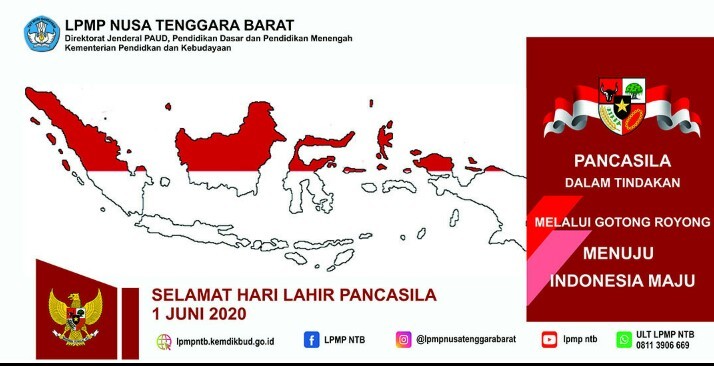 LPMP NUSA TENGGARA BARAT
Direktorat Jenderal PAUD, Pendidikan Dasar dan Pendidikan Menengah
Kementerian Pendidkan dan Kebudayaan
PANCASILA
DALAM TINDAKAN
MELALUI GOTONG ROYONG
MENUJU
INDONESIA MAJU
SELAMAT HARI LAHIR PANCASILA
1 JUNI 2020
lpmpntb.kemdikbud.go.id
LPMP NTB
@lpmpnusatenggarabarat
lpmp ntb
ULT LPMP NTB
0811 3906 669